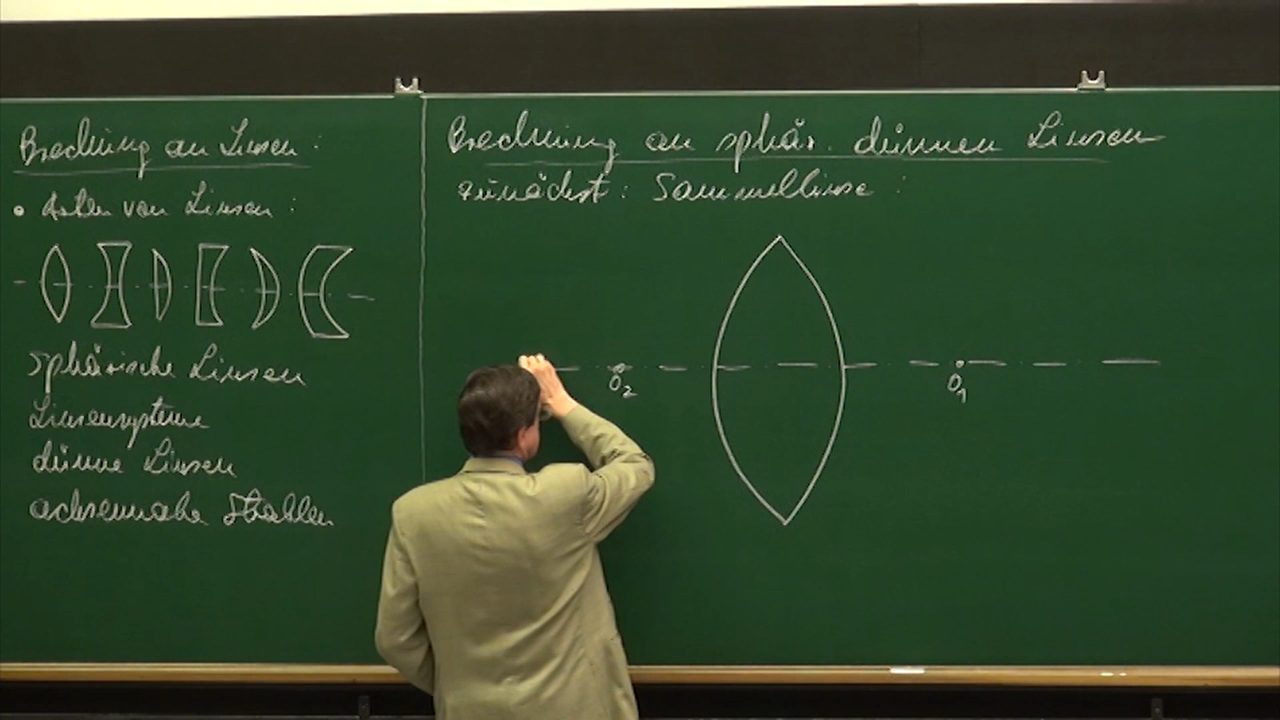 Brechung an Linsen:
• Arten von Linsen:
sphärische Linsen
Linsensysteme
dünne Linsen
achsennahe Strahlen
Brechung an sphär. dünnen Linsen
zunächst: Sammellinse:
O₂
O₁